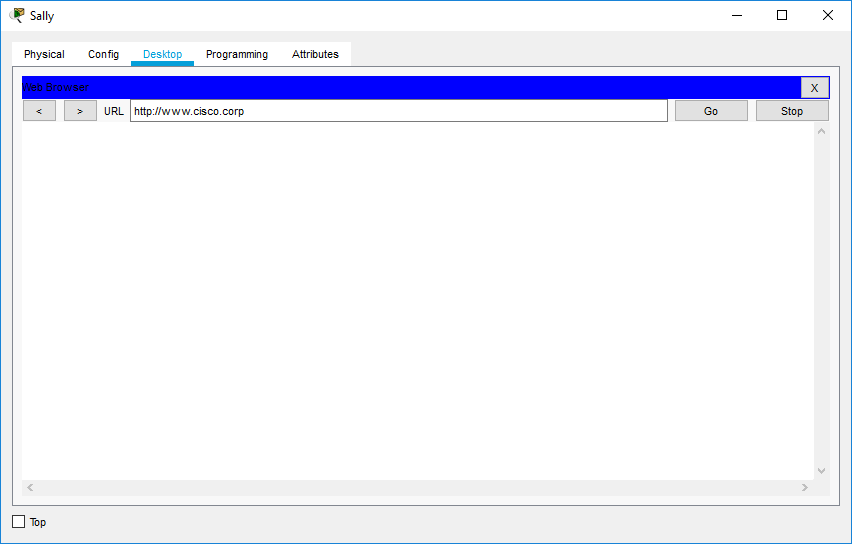 Sally
Physical Config Desktop Programming Attributes
Web Browser X
< > URL http://www.cisco.corp Go Stop
Top